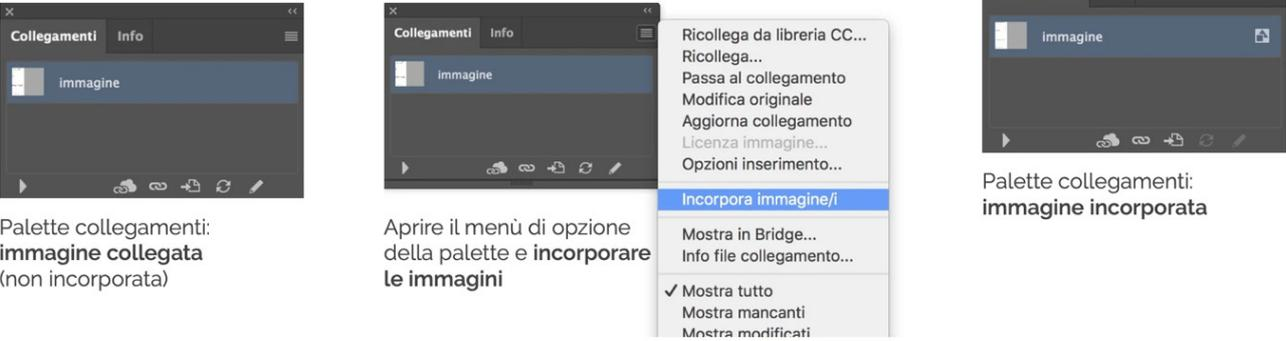 Collegamenti
Info
immagine
Palette collegamenti:
immagine collegata
(non incorporata)
Collegamenti
Info
immagine
Aprire il menù di opzione
della palette e incorporare
le immagini
Ricollega da libreria CC...
Ricollega...
Passa al collegamento
Modifica originale
Aggiorna collegamento
Licenza immagine...
Opzioni inserimento...
Incorpora immagine/i
Mostra in Bridge...
Info file collegamento...
Mostra tutto
Mostra mancanti
Mostra modificati
immagine
Palette collegamenti:
immagine incorporata